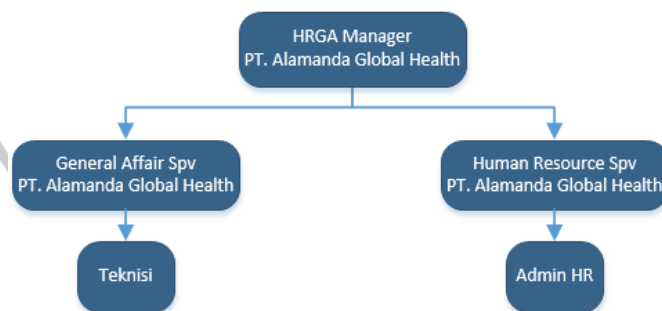 HRGA Manager
PT. Alamanda Global Health
General Affair Spv
PT. Alamanda Global Health
Human Resource Spv
PT. Alamanda Global Health
Teknisi
Admin HR